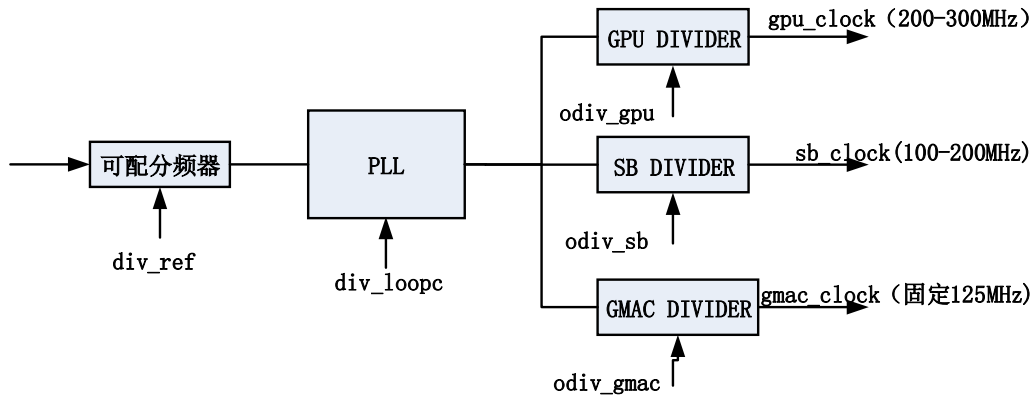 gpu_clock（200-300MHz）
GPU DIVIDER
odiv_gpu
可配分频器
PLL
SB DIVIDER
sb_clock(100-200MHz)
div_ref
odiv_sb
div_loopc
GMAC DIVIDER
gmac_clock（固定125MHz)
odiv_gmac